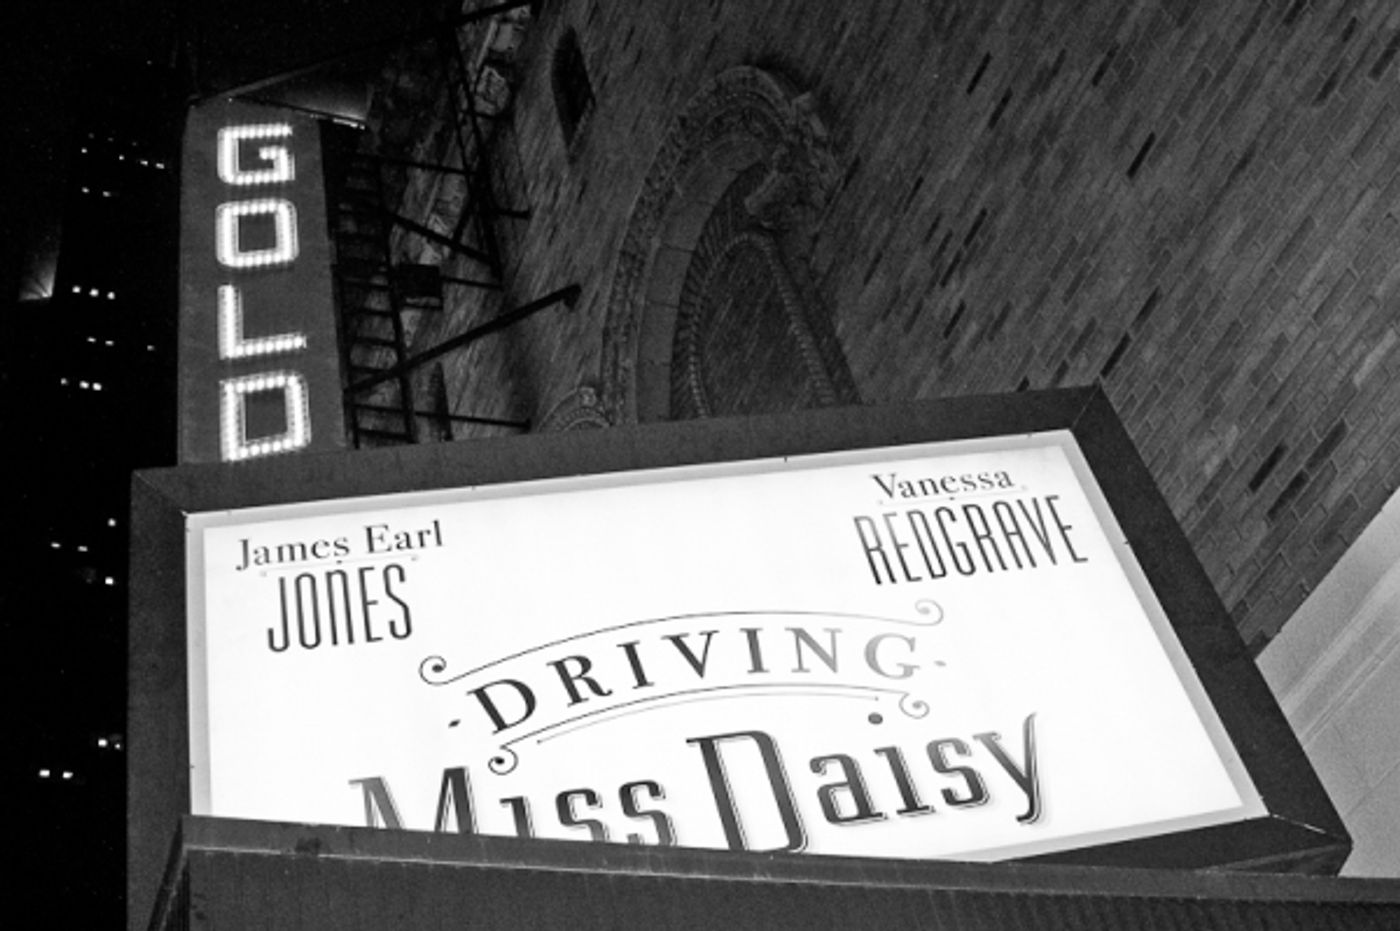 GOLD
James Earl
JONES
Vanessa
REDGRAVE
·DRIVING·
Miss Daisy